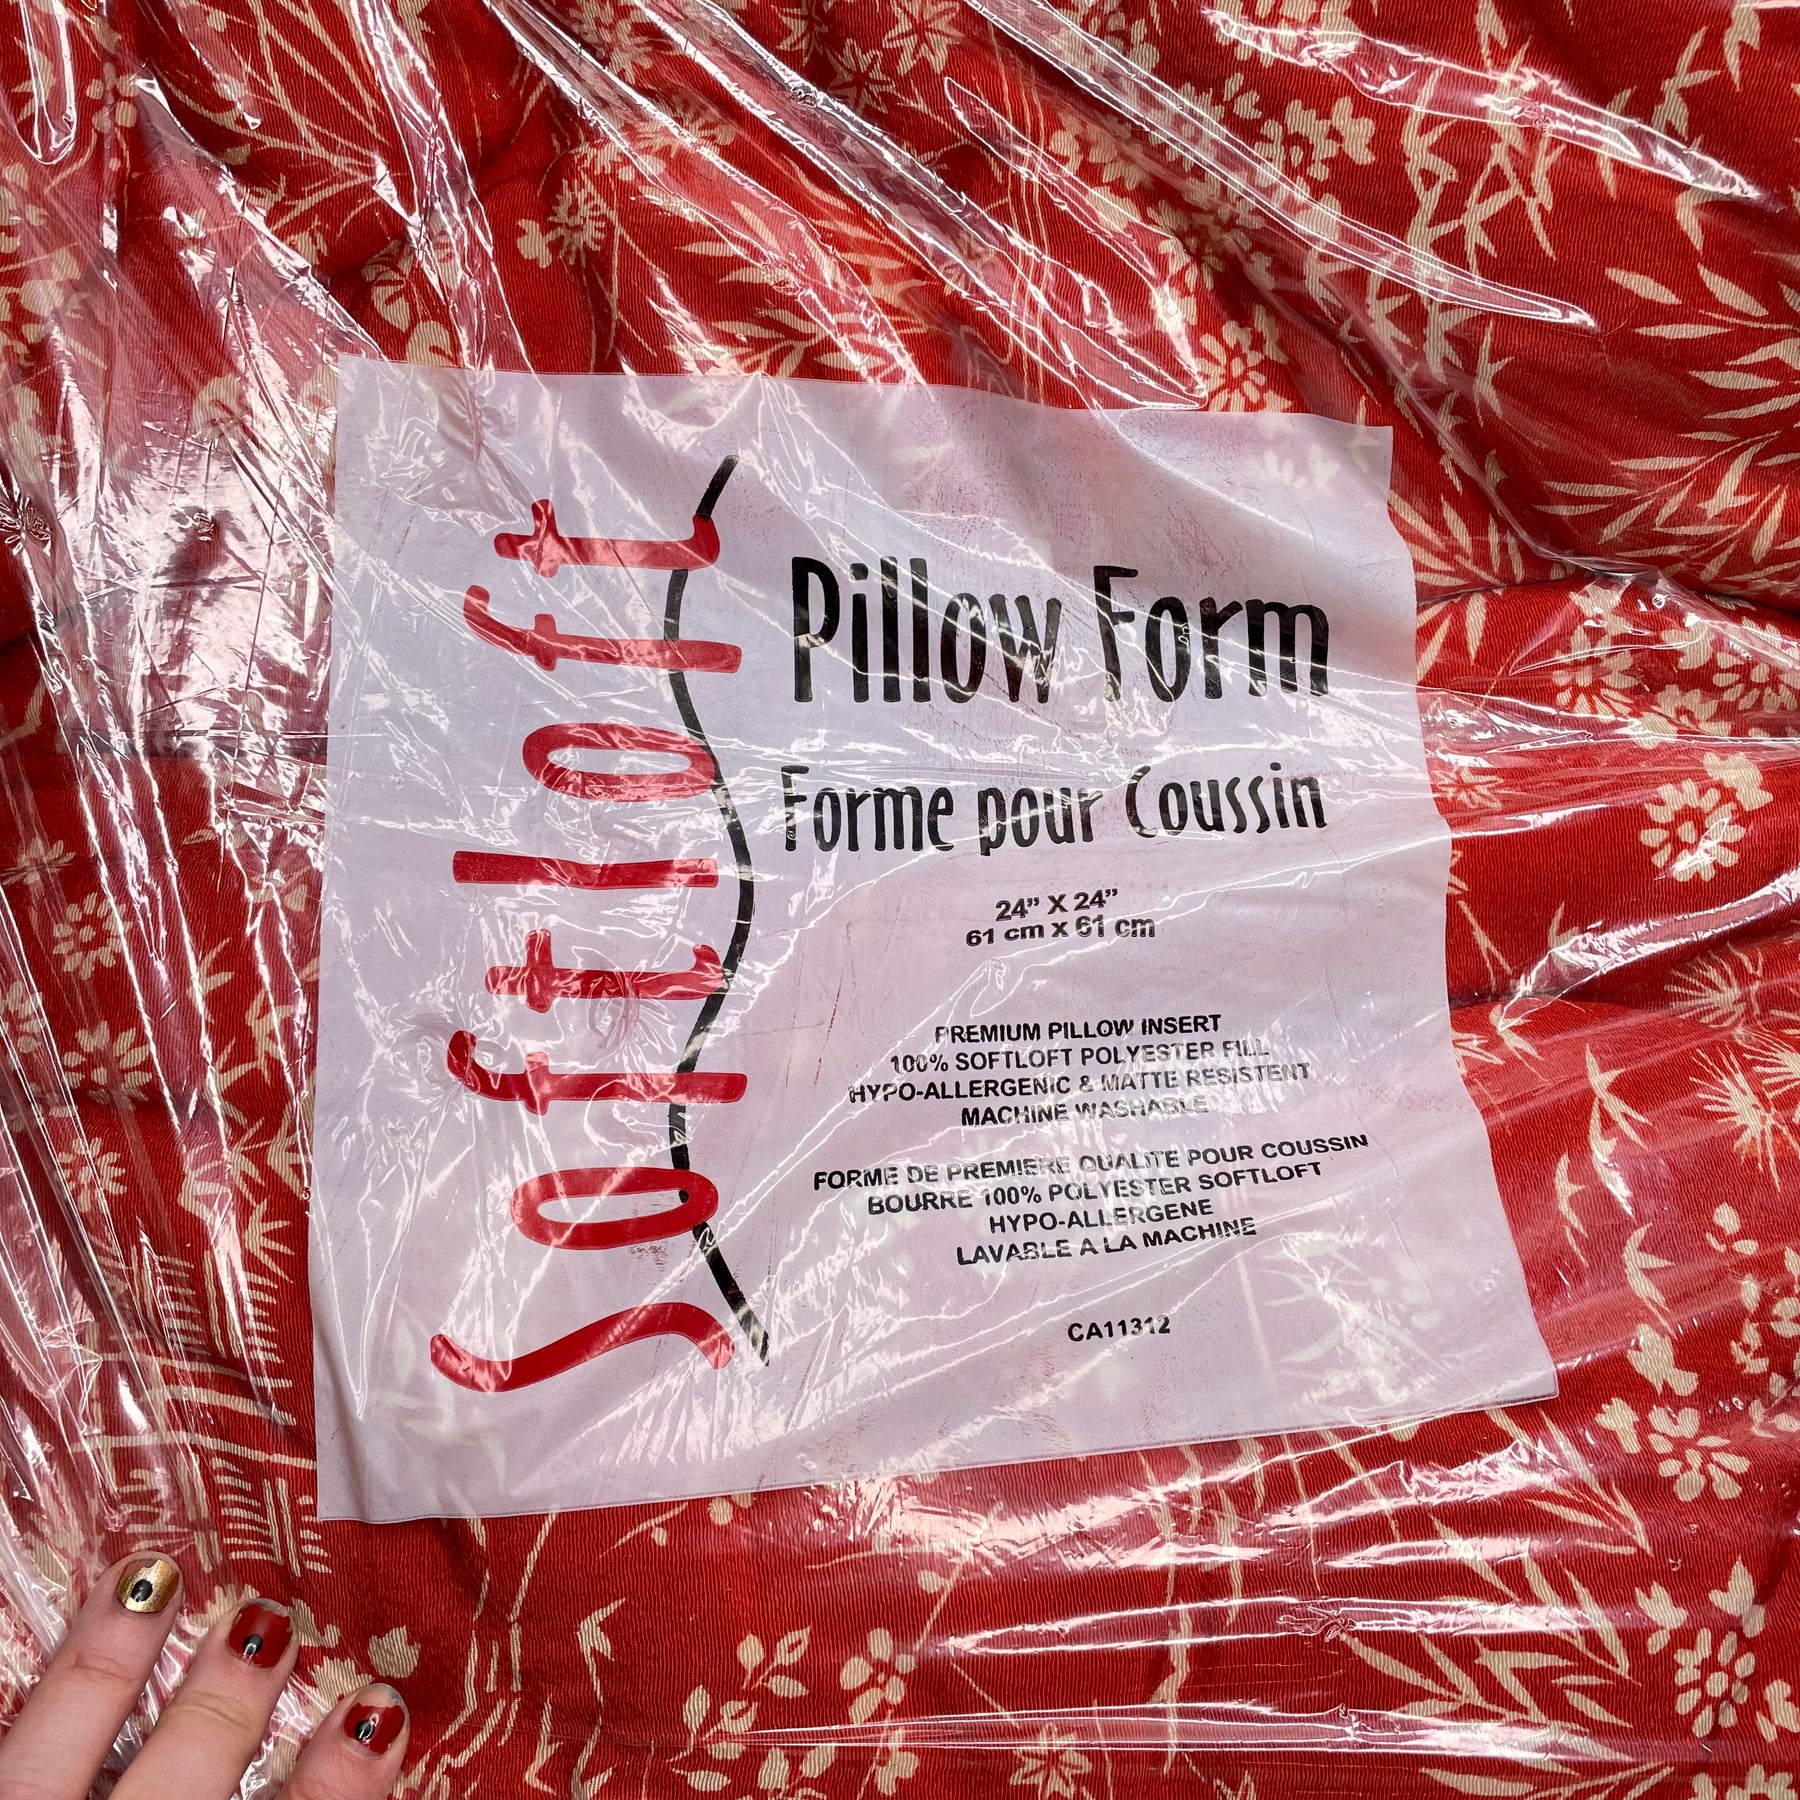 Softloft
Pillow Form
Forme pour Coussin
24” X 24”
61 cm x 61 cm
PREMIUM PILLOW INSERT
100% SOFTLOFT POLYESTER FILL
HYPO-ALLERGENIC & MATTE RESISTENT
MACHINE WASHABLE
FORME DE PREMIERE QUALITE POUR COUSSIN
BOURRE 100% POLYESTER SOFTLOFT
HYPO-ALLERGENE
LAVABLE A LA MACHINE
CA11312